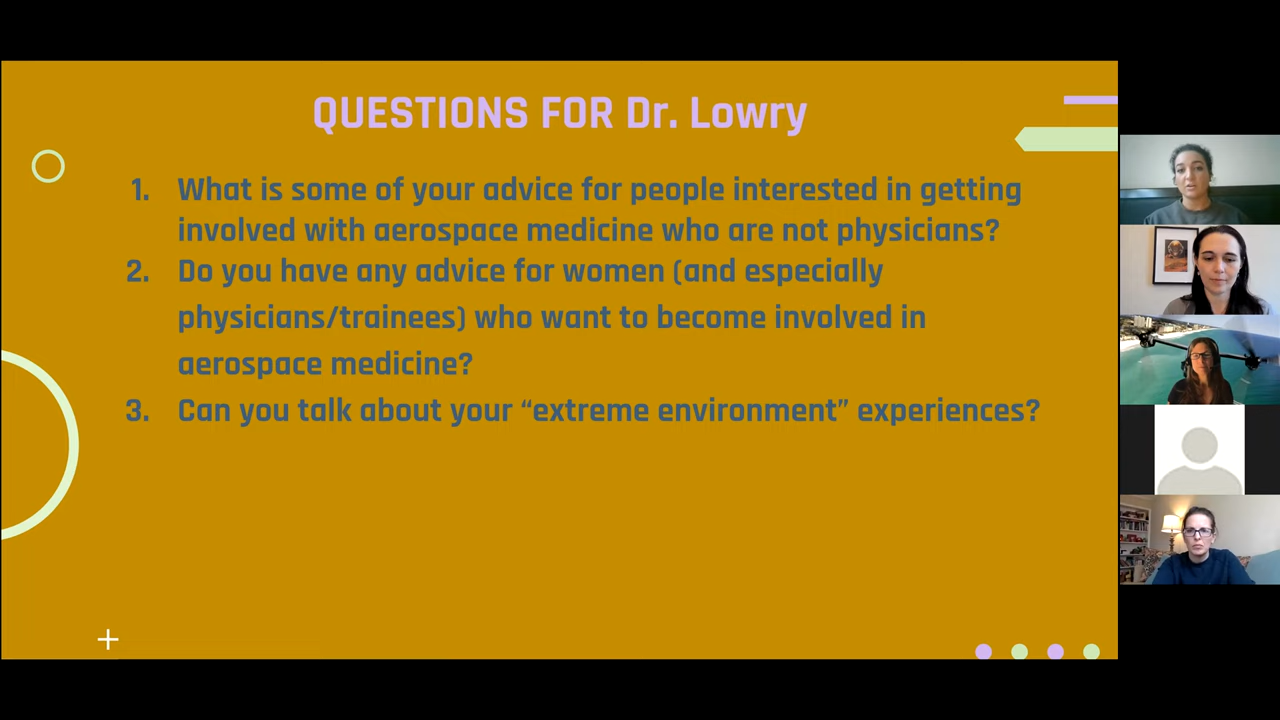 QUESTIONS FOR Dr. Lowry
1. What is some of your advice for people interested in getting
involved with aerospace medicine who are not physicians?
2. Do you have any advice for women (and especially
physicians/trainees) who want to become involved in
aerospace medicine?
3. Can you talk about your “extreme environment” experiences?